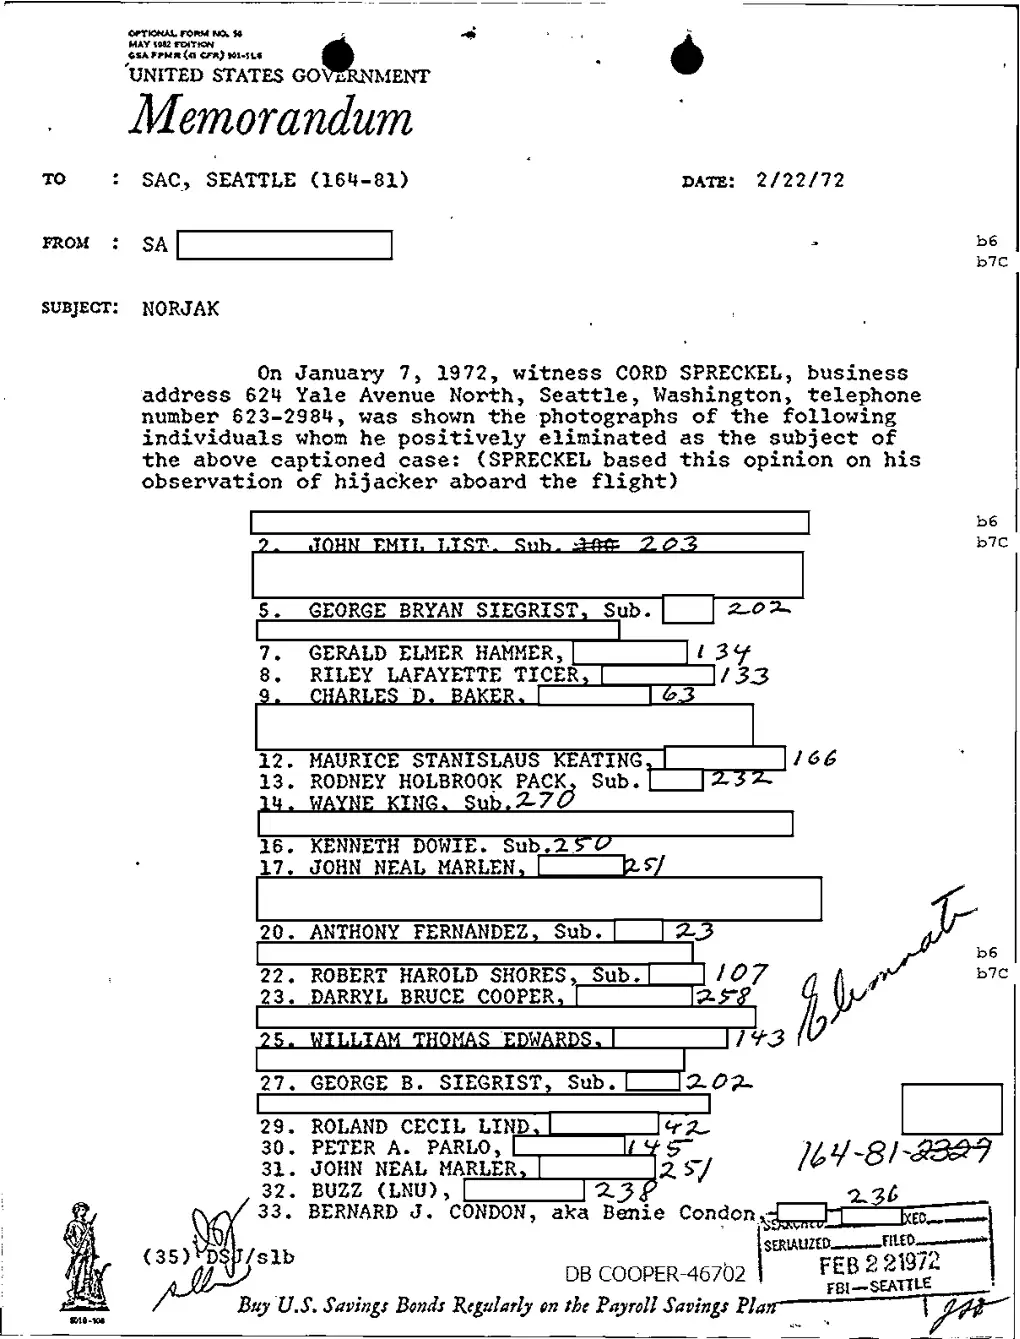 OPTIONAL FORM NO. 10
MAY 1962 EDITION
GSA FPMR (41 CFR) 101-11.6
UNITED STATES GOVERNMENT
Memorandum
TO : SAC, SEATTLE (164-81) DATE: 2/22/72
FROM : SA b6
b7C
SUBJECT: NORJAK
On January 7, 1972, witness CORD SPRECKEL, business
address 624 Yale Avenue North, Seattle, Washington, telephone
number 623-2984, was shown the photographs of the following
individuals whom he positively eliminated as the subject of
the above captioned case: (SPRECKEL based this opinion on his
observation of hijacker aboard the flight)
b6
2. JOHN EMIL LIST. Sub. 203 b7C
5. GEORGE BRYAN SIEGRIST, Sub. 202
7. GERALD ELMER HAMMER, 134
8. RILEY LAFAYETTE TICER, 133
9. CHARLES D. BAKER, 63
12. MAURICE STANISLAUS KEATING, 166
13. RODNEY HOLBROOK PACK, Sub. 232
14. WAYNE KING. Sub. 270
16. KENNETH DOWIE. Sub. 250
17. JOHN NEAL MARLEN, 251
20. ANTHONY FERNANDEZ, Sub. 23
Eliminate
b6
22. ROBERT HAROLD SHORES, Sub. 107 b7C
23. DARRYL BRUCE COOPER, 258
25. WILLIAM THOMAS EDWARDS, 143
27. GEORGE B. SIEGRIST, Sub. 202
29. ROLAND CECIL LIND, 42
30. PETER A. PARLO, 145 164-81-2329
31. JOHN NEAL MARLER, 251
32. BUZZ (LNU), 238 236
33. BERNARD J. CONDON, aka Benie Condon,
SEARCHED XED
SERIALIZED FILED
FEB 22 1972
FBI—SEATTLE
(35) DSJ/slb
DB COOPER-46702
Buy U.S. Savings Bonds Regularly on the Payroll Savings Plan
5010-108